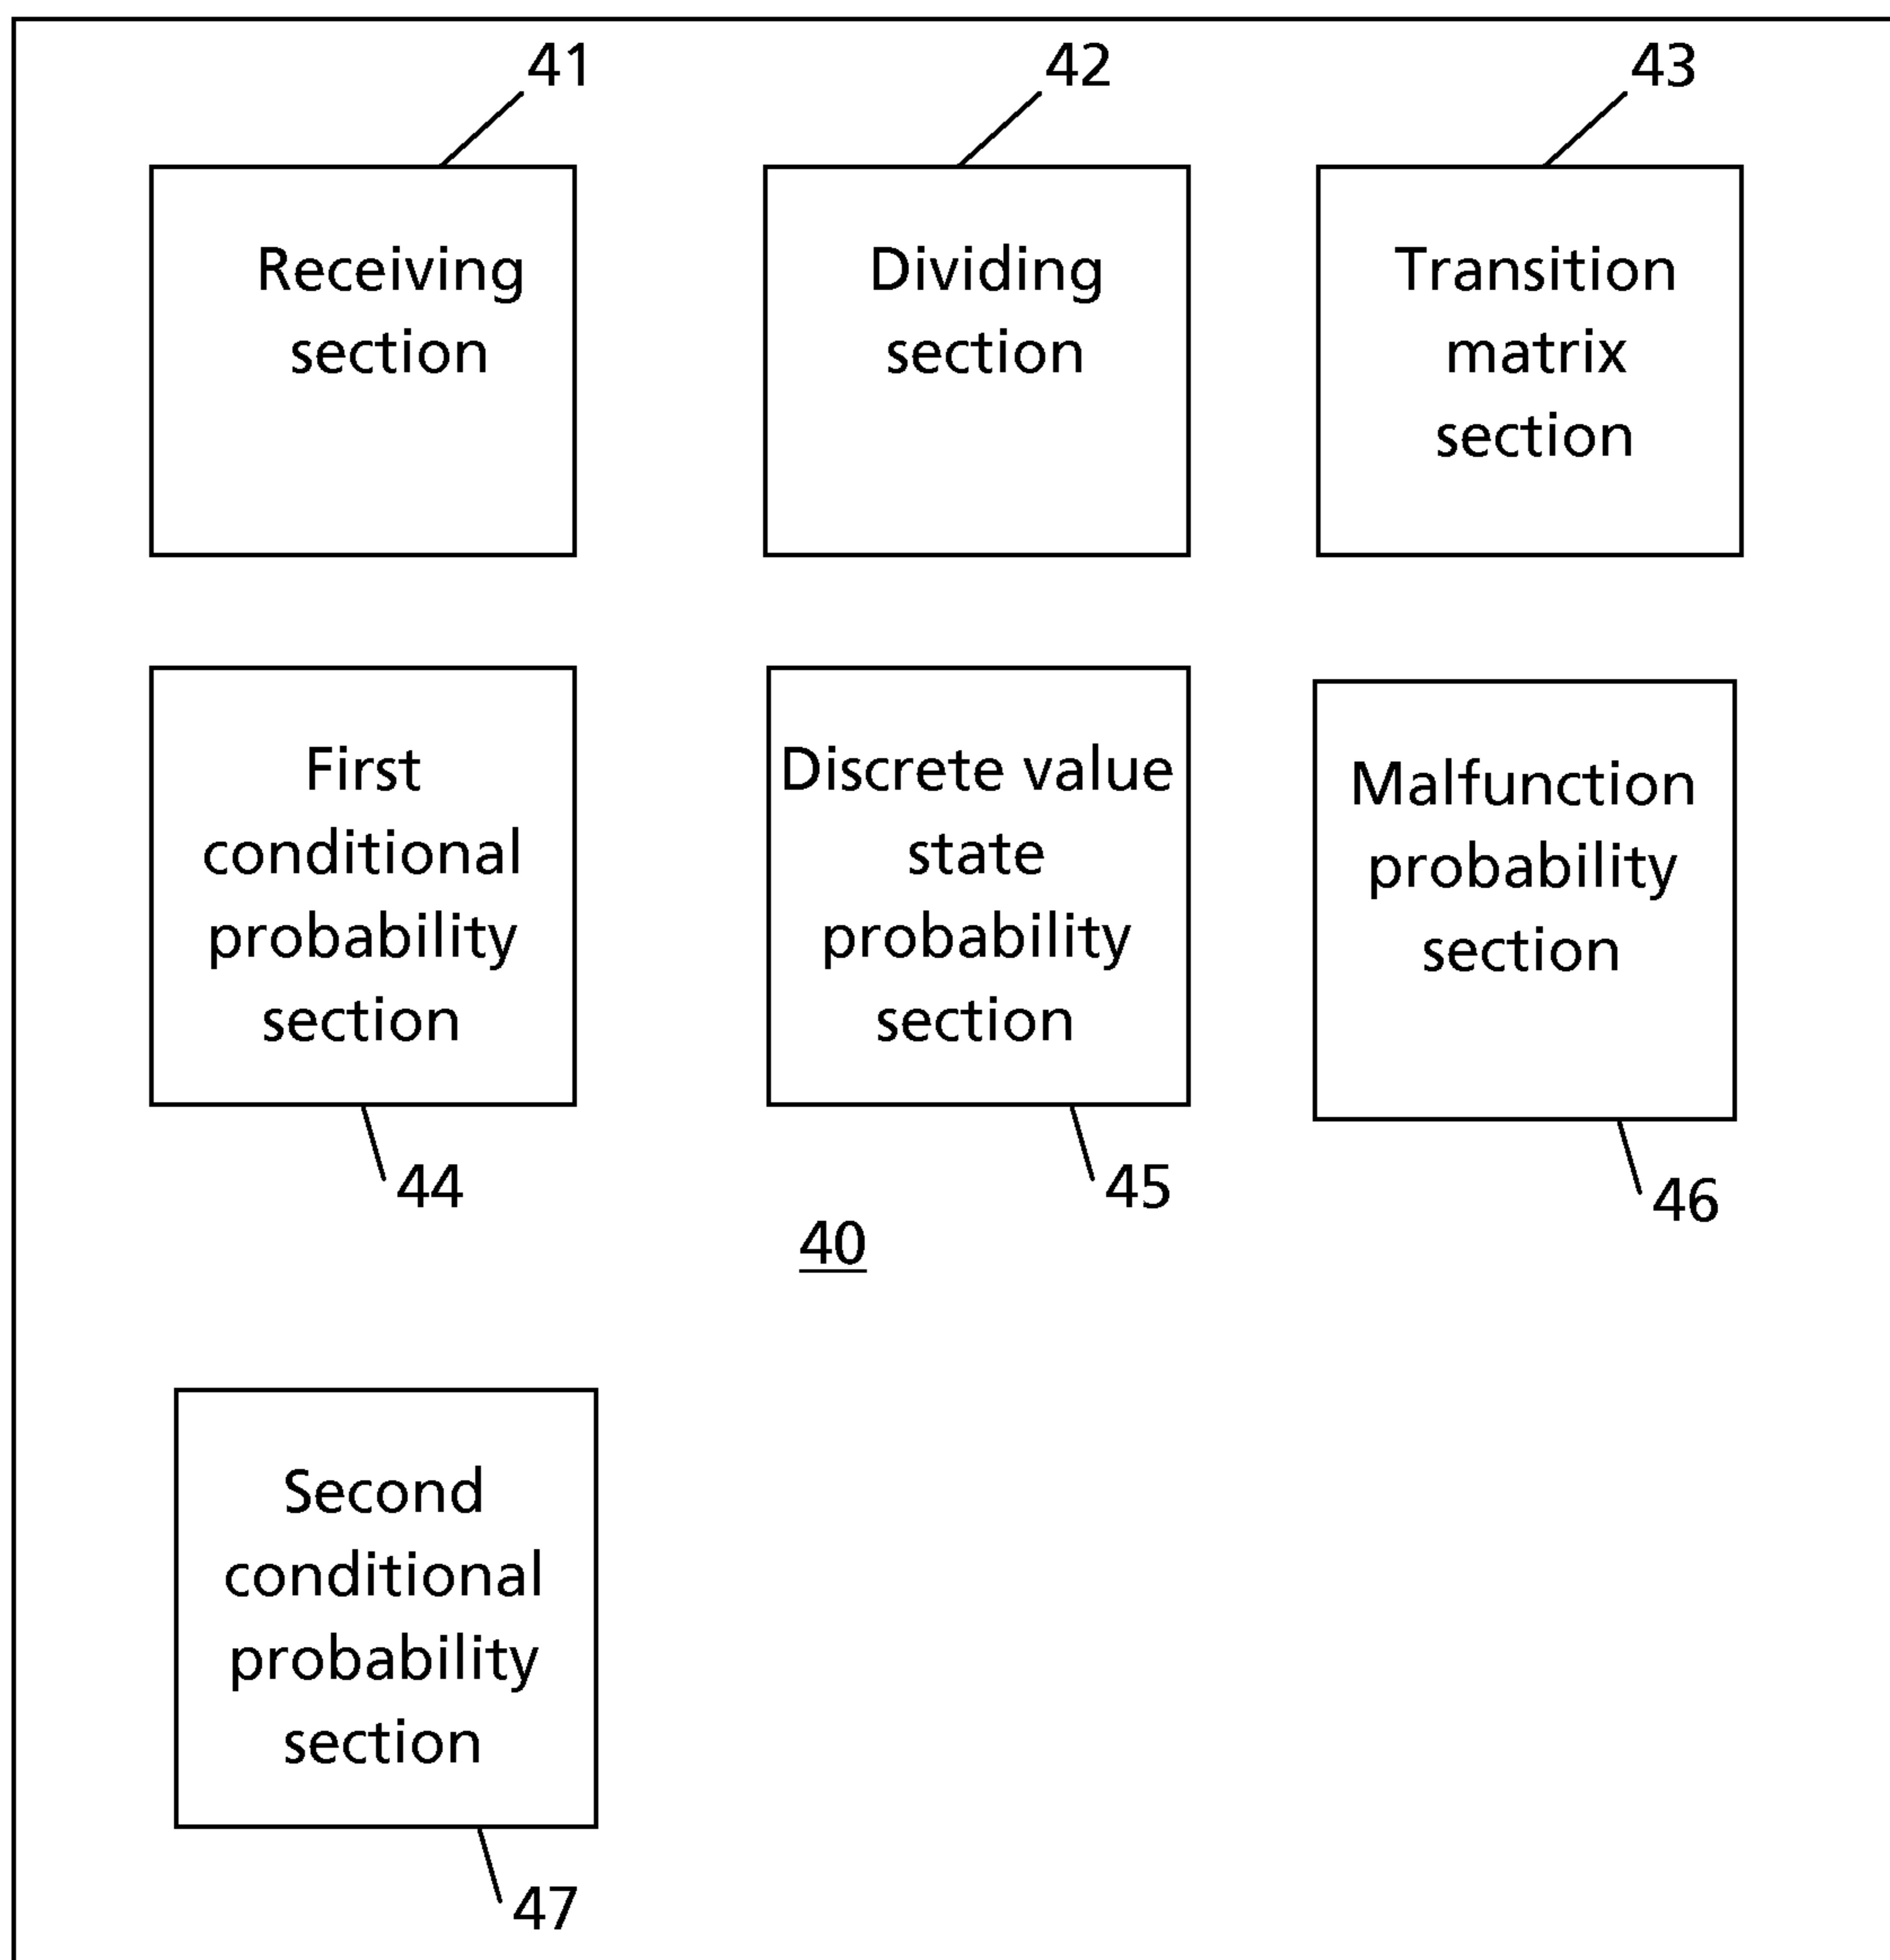 41
42
43
Receiving
section
Dividing
section
Transition
matrix
section
First
conditional
probability
section
Discrete value
state
probability
section
Malfunction
probability
section
44
45
46
40
Second
conditional
probability
section
47